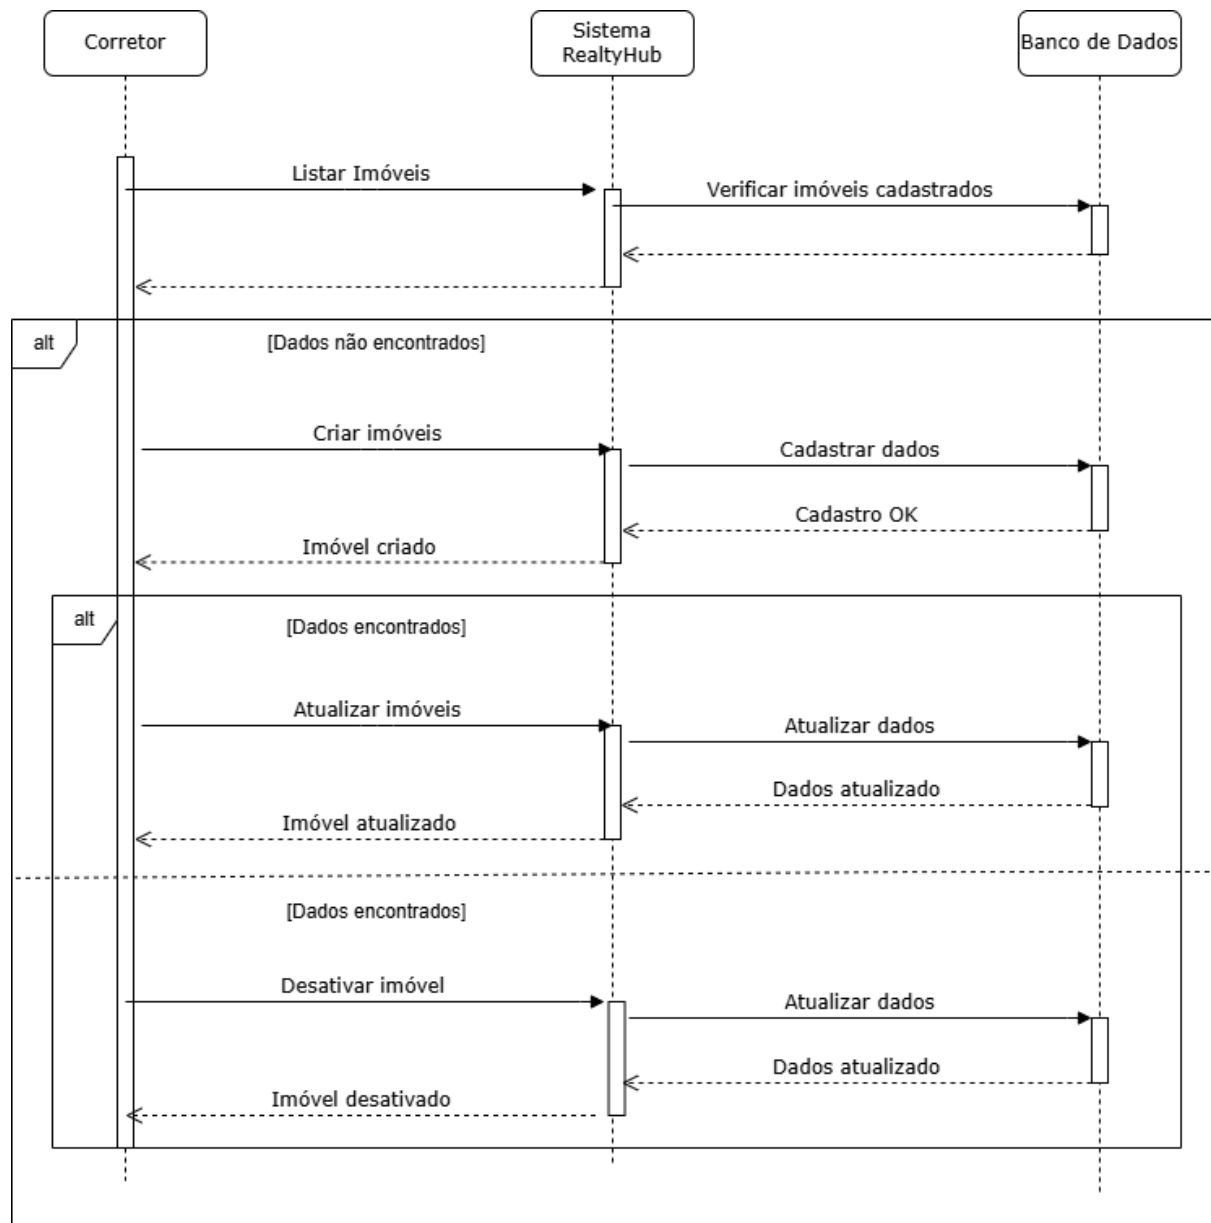 Corretor
Sistema
RealtyHub
Banco de Dados
Listar Imóveis
Verificar imóveis cadastrados
alt
[Dados não encontrados]
Criar imóveis
Cadastrar dados
Cadastro OK
Imóvel criado
alt
[Dados encontrados]
Atualizar imóveis
Atualizar dados
Dados atualizado
Imóvel atualizado
[Dados encontrados]
Desativar imóvel
Atualizar dados
Dados atualizado
Imóvel desativado